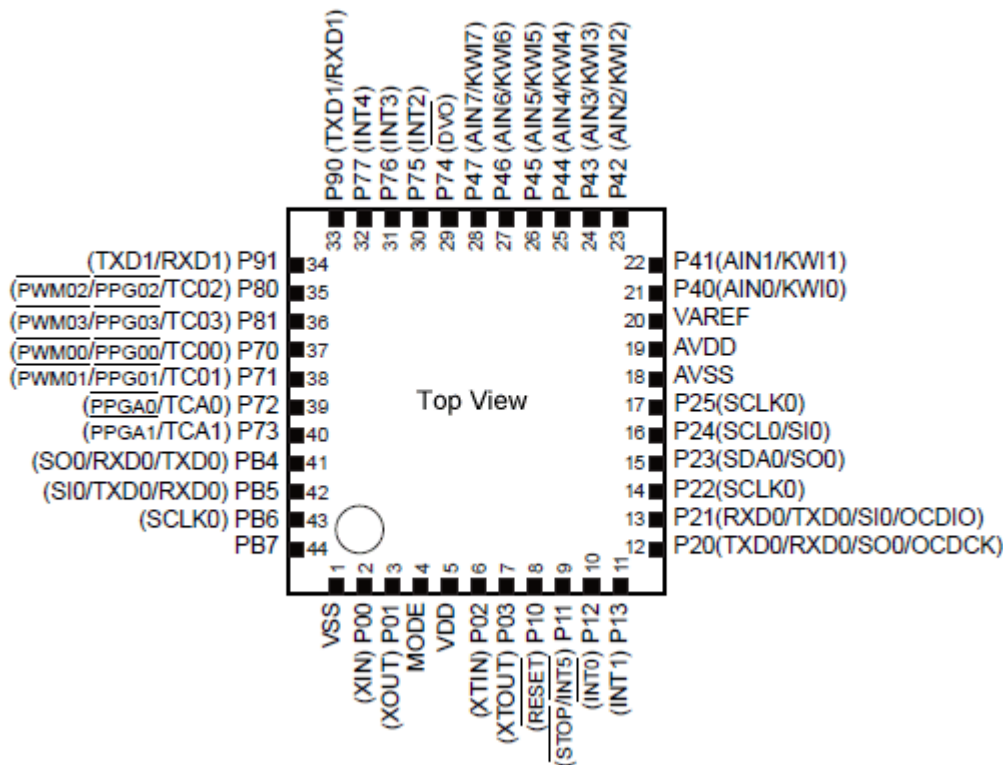 P90 (TXD1/RXD1)
P77 (INT4)
P76 (INT3)
P75 (INT2)
P74 (DVO)
P47 (AIN7/KWI7)
P46 (AIN6/KWI6)
P45 (AIN5/KWI5)
P44 (AIN4/KWI4)
P43 (AIN3/KWI3)
P42 (AIN2/KWI2)
33 32 31 30 29 28 27 26 25 24 23
(TXD1/RXD1) P91 34
(PWM02/PPG02/TC02) P80 35
(PWM03/PPG03/TC03) P81 36
(PWM00/PPG00/TC00) P70 37
(PWM01/PPG01/TC01) P71 38
(PPGA0/TCA0) P72 39
(PPGA1/TCA1) P73 40
(SO0/RXD0/TXD0) PB4 41
(SI0/TXD0/RXD0) PB5 42
(SCLK0) PB6 43
PB7 44
Top View
22 P41(AIN1/KWI1)
21 P40(AIN0/KWI0)
20 VAREF
19 AVDD
18 AVSS
17 P25(SCLK0)
16 P24(SCL0/SI0)
15 P23(SDA0/SO0)
14 P22(SCLK0)
13 P21(RXD0/TXD0/SI0/OCDIO)
12 P20(TXD0/RXD0/SO0/OCDCK)
1 2 3 4 5 6 7 8 9 10 11
VSS
(XIN) P00
(XOUT) P01
MODE
VDD
(XTIN) P02
(XTOUT) P03
(RESET) P10
(STOP/INT5) P11
(INT0) P12
(INT1) P13